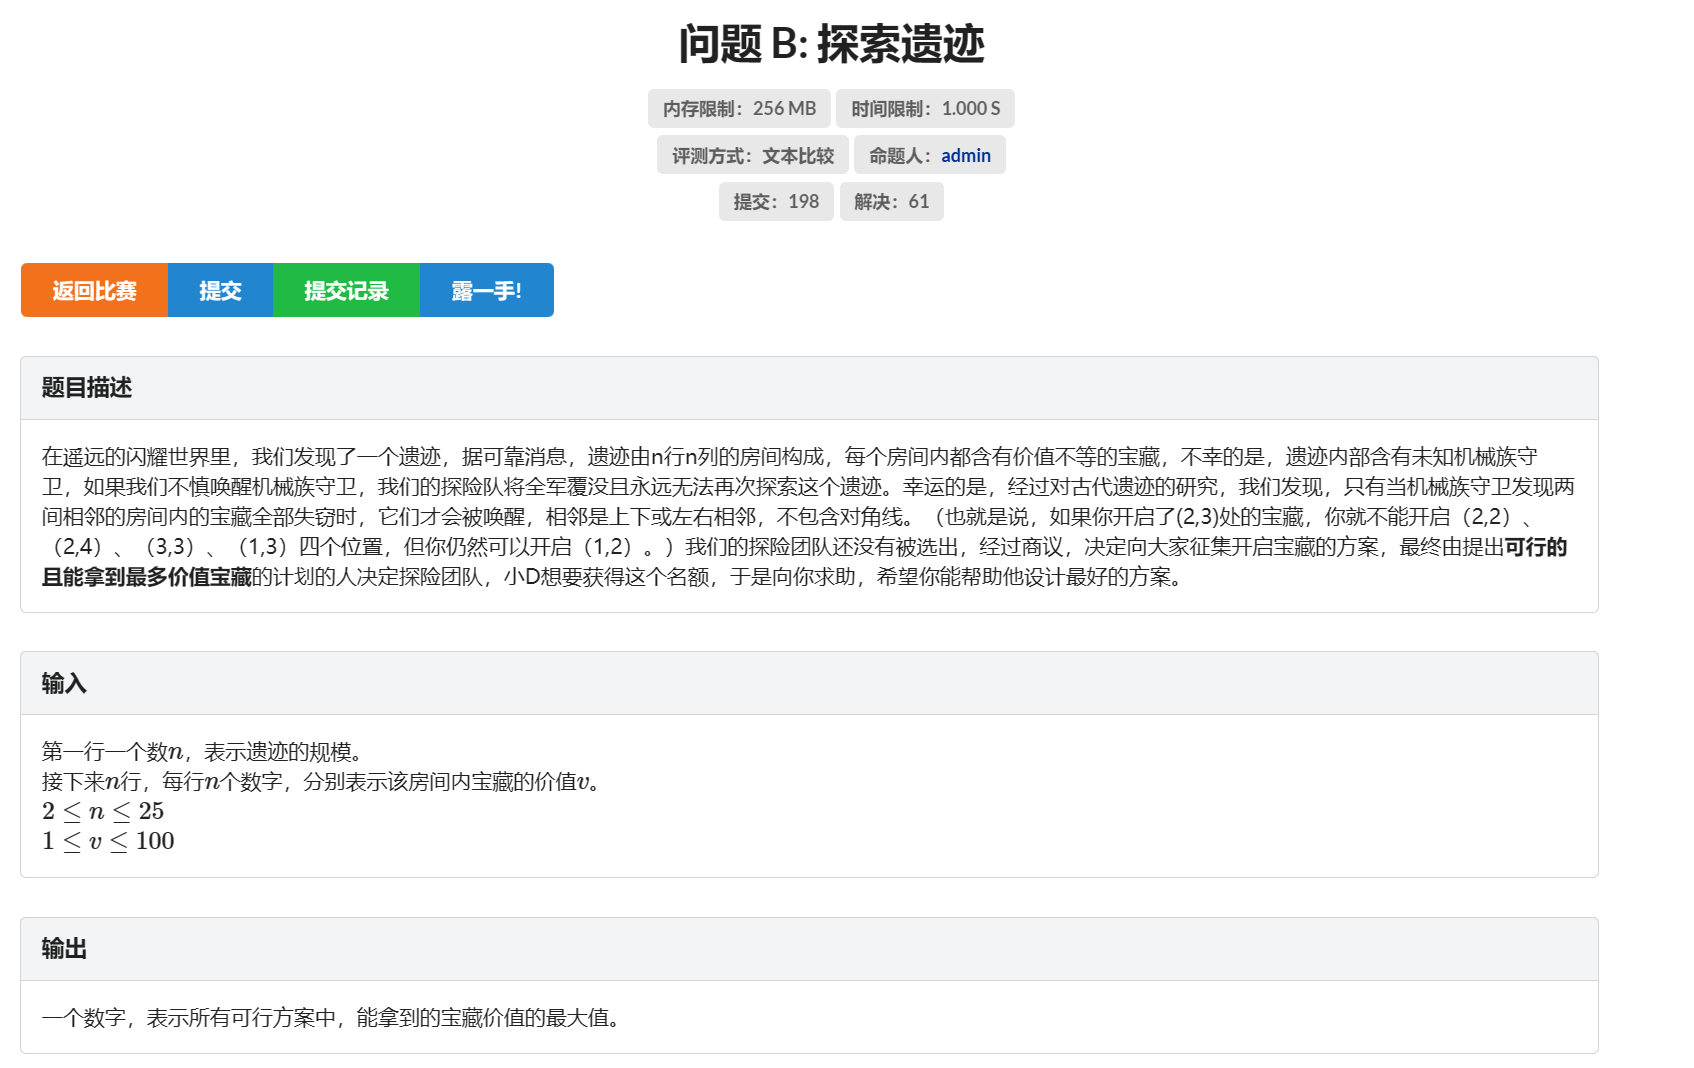 问题 B: 探索遗迹
内存限制：256 MB 时间限制：1.000 S
评测方式：文本比较 命题人：admin
提交：198 解决：61
返回比赛 提交 提交记录 露一手!
题目描述
在遥远的闪耀世界里，我们发现了一个遗迹，据可靠消息，遗迹由n行n列的房间构成，每个房间内都含有价值不等的宝藏，不幸的是，遗迹内部含有未知机械族守
卫，如果我们不慎唤醒机械族守卫，我们的探险队将全军覆没且永远无法再次探索这个遗迹。幸运的是，经过对古代遗迹的研究，我们发现，只有当机械族守卫发现两
间相邻的房间内的宝藏全部失窃时，它们才会被唤醒，相邻是上下或左右相邻，不包含对角线。（也就是说，如果你开启了(2,3)处的宝藏，你就不能开启（2,2）、
（2,4）、（3,3）、（1,3）四个位置，但你仍然可以开启（1,2）。）我们的探险团队还没有被选出，经过商议，决定向大家征集开启宝藏的方案，最终由提出可行的
且能拿到最多价值宝藏的计划的人决定探险团队，小D想要获得这个名额，于是向你求助，希望你能帮助他设计最好的方案。
输入
第一行一个数n，表示遗迹的规模。
接下来n行，每行n个数字，分别表示该房间内宝藏的价值v。
2 ≤ n ≤ 25
1 ≤ v ≤ 100
输出
一个数字，表示所有可行方案中，能拿到的宝藏价值的最大值。